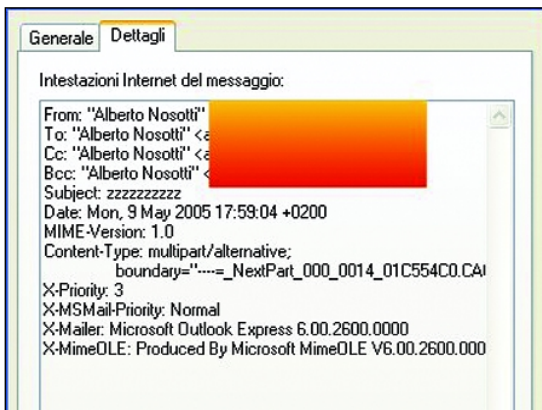 Generale Dettagli
Intestazioni Internet del messaggio:
From: "Alberto Nosotti"
To: "Alberto Nosotti" <a
Cc: "Alberto Nosotti" <a
Bcc: "Alberto Nosotti" <
Subject: zzzzzzzzzz
Date: Mon, 9 May 2005 17:59:04 +0200
MIME-Version: 1.0
Content-Type: multipart/alternative;
boundary="----=_NextPart_000_0014_01C554C0.CA
X-Priority: 3
X-MSMail-Priority: Normal
X-Mailer: Microsoft Outlook Express 6.00.2600.0000
X-MimeOLE: Produced By Microsoft MimeOLE V6.00.2600.000